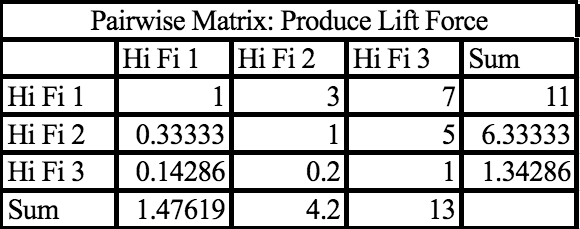 Pairwise Matrix: Produce Lift Force
Hi Fi 1 Hi Fi 2 Hi Fi 3 Sum
Hi Fi 1 1 3 7 11
Hi Fi 2 0.33333 1 5 6.33333
Hi Fi 3 0.14286 0.2 1 1.34286
Sum 1.47619 4.2 13